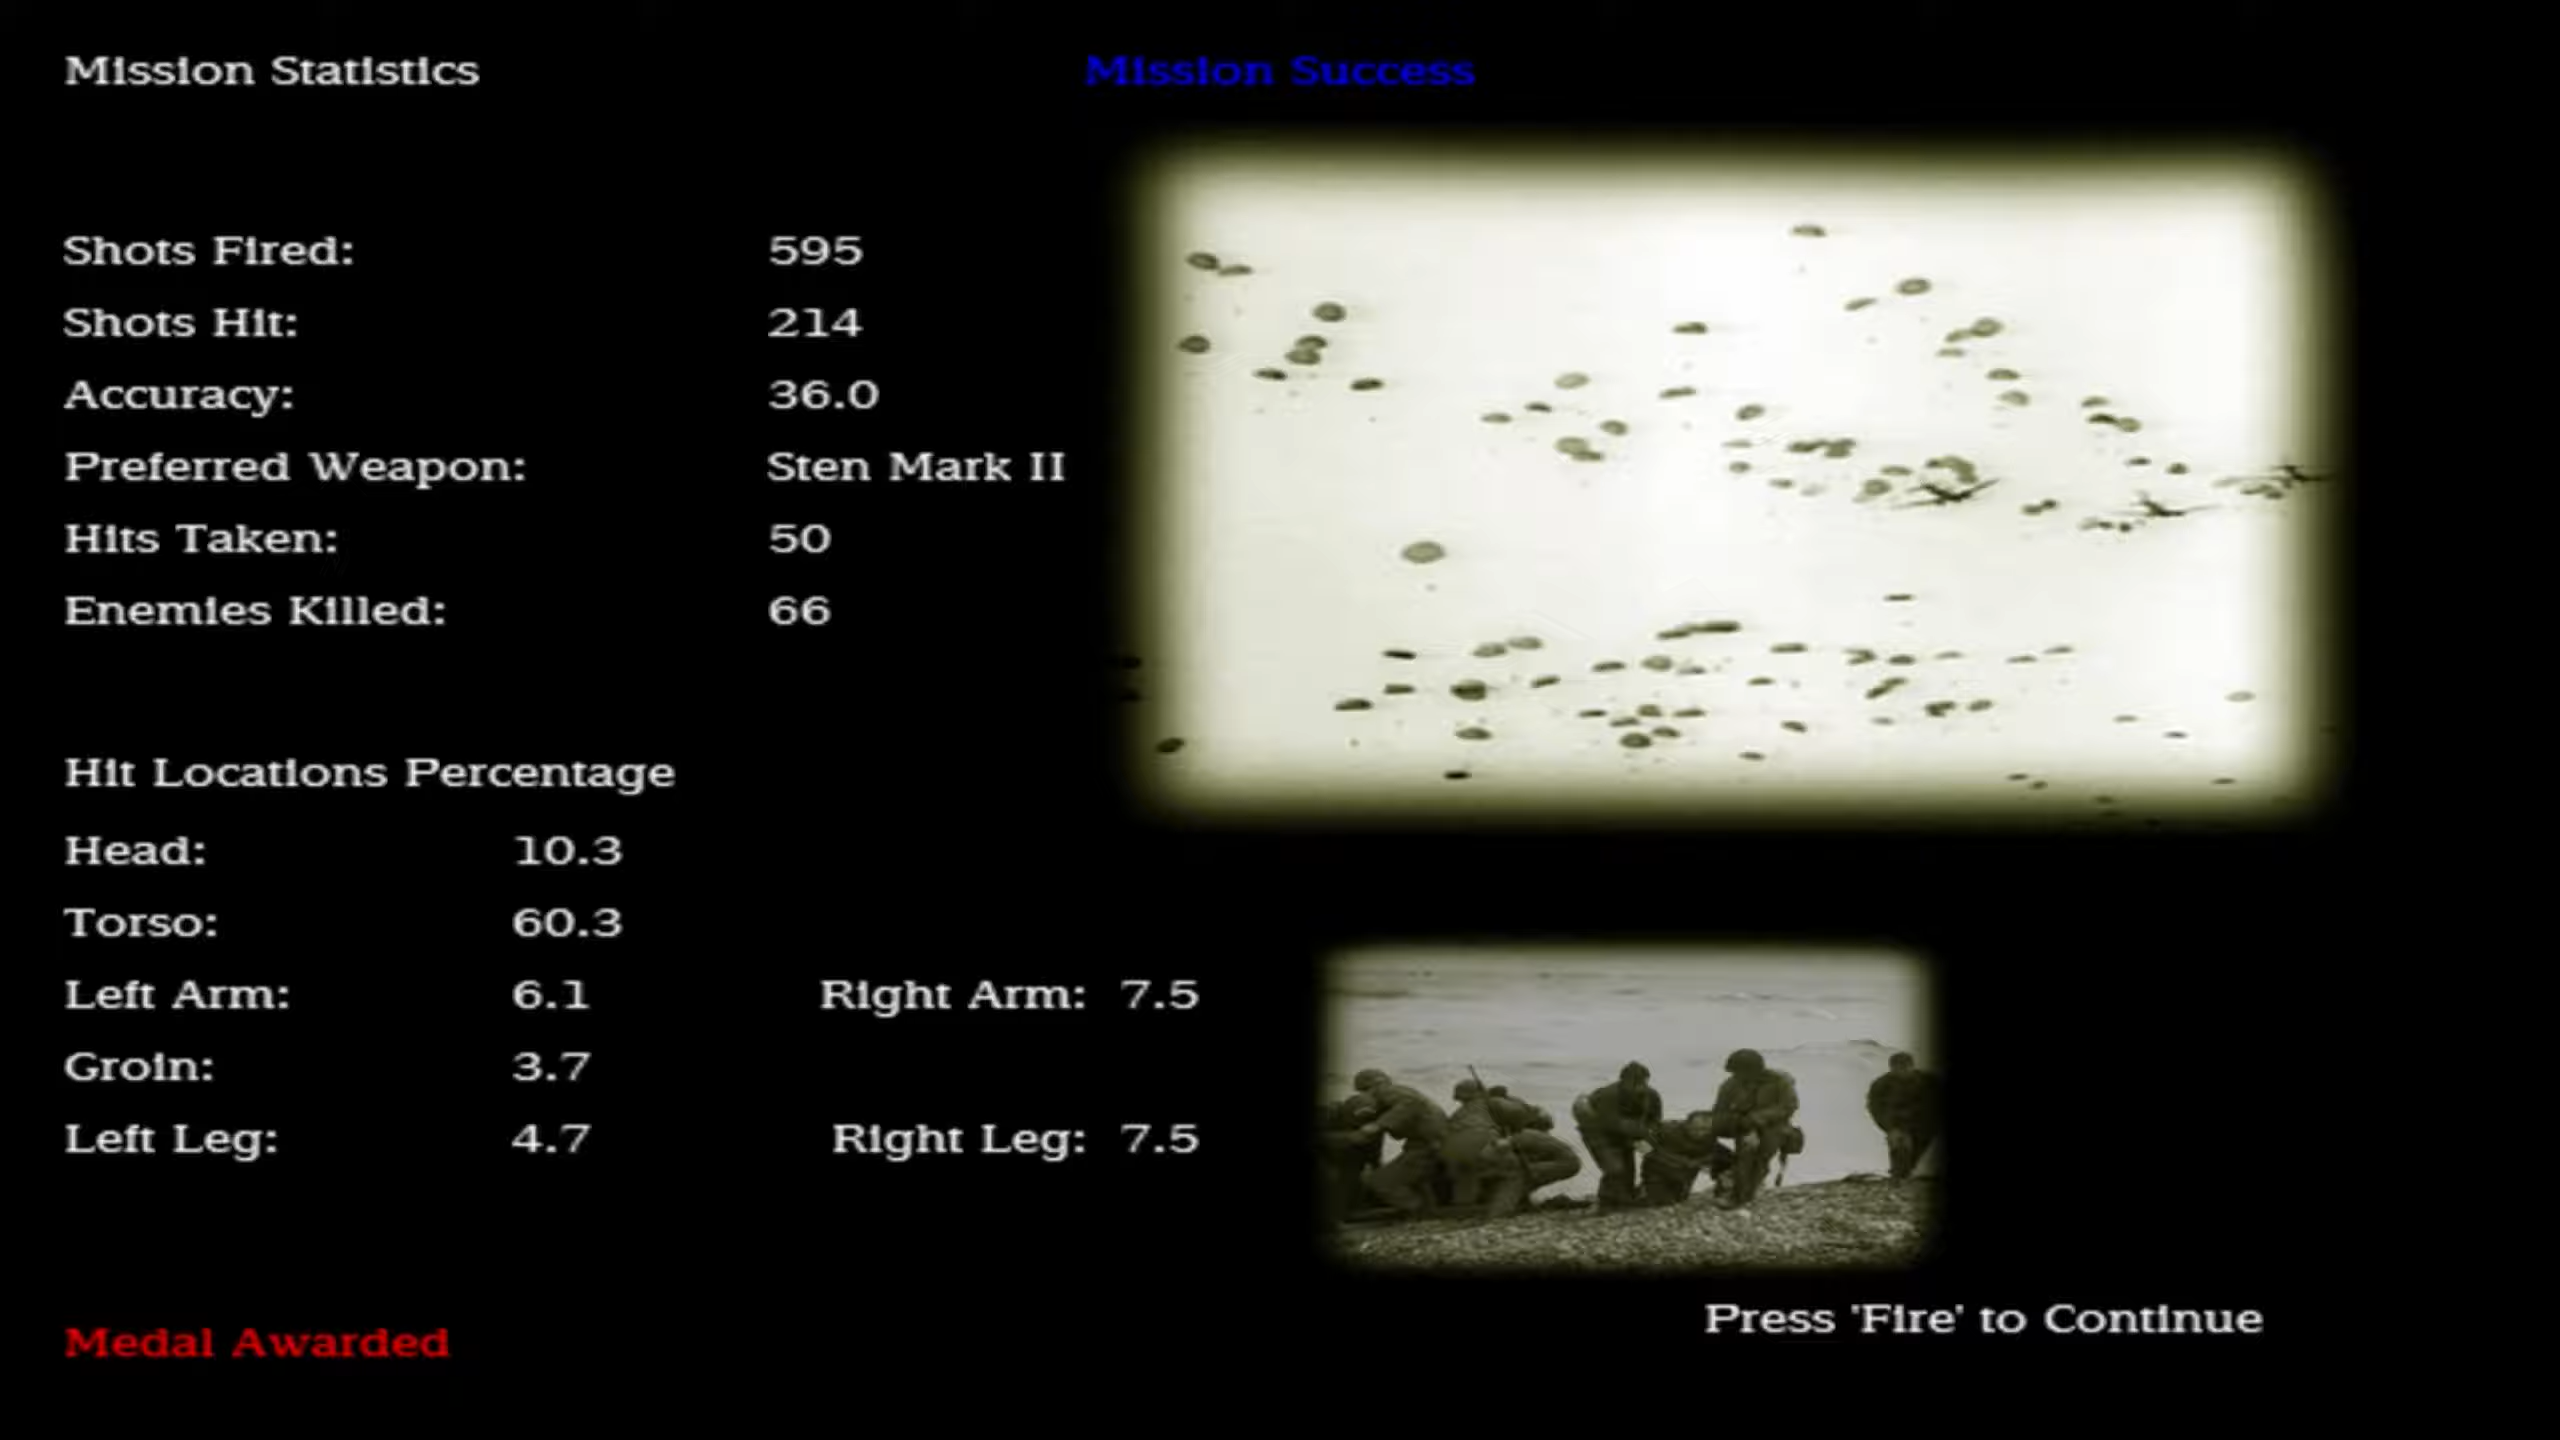 Mission Statistics
Mission Success
Shots Fired: 595
Shots Hit: 214
Accuracy: 36.0
Preferred Weapon: Sten Mark II
Hits Taken: 50
Enemies Killed: 66
Hit Locations Percentage
Head: 10.3
Torso: 60.3
Left Arm: 6.1 Right Arm: 7.5
Groin: 3.7
Left Leg: 4.7 Right Leg: 7.5
Press 'Fire' to Continue
Medal Awarded